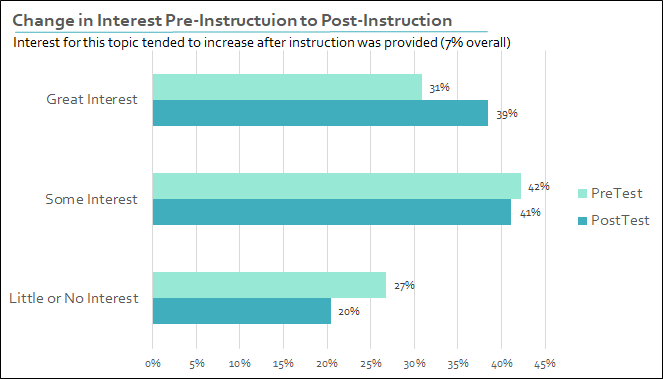 Change in Interest Pre-Instructuion to Post-Instruction
Interest for this topic tended to increase after instruction was provided (7% overall)
Great Interest
31%
39%
Some Interest
42%
41%
Little or No Interest
27%
20%
PreTest
PostTest
0% 5% 10% 15% 20% 25% 30% 35% 40% 45%